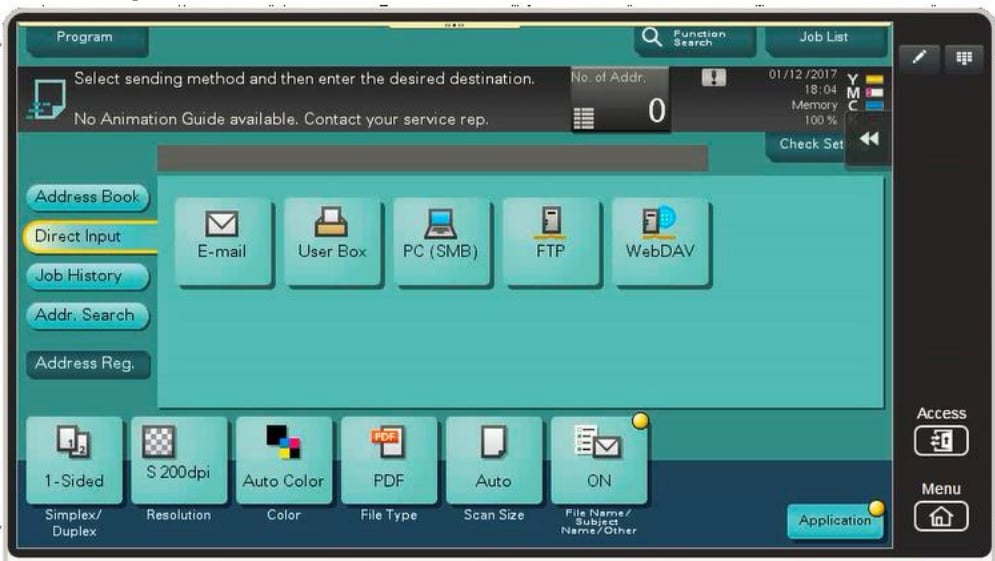 Program
Function
Search
Job List
Select sending method and then enter the desired destination.
No. of Addr.
0
No Animation Guide available. Contact your service rep.
01/12/2017
18:04
Memory
100 %
Y
M
C
Check Set
Address Book
Direct Input
Job History
Addr. Search
Address Reg.
E-mail
User Box
PC (SMB)
FTP
WebDAV
1-Sided
S 200dpi
Auto Color
PDF
PDF
Auto
ON
Simplex/
Duplex
Resolution
Color
File Type
Scan Size
File Name/
Subject
Name/Other
Application
Access
Menu